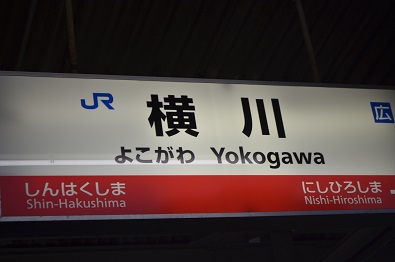 JR 横川 広
よこがわ Yokogawa
しんはくしま にしひろしま
Shin-Hakushima Nishi-Hiroshima